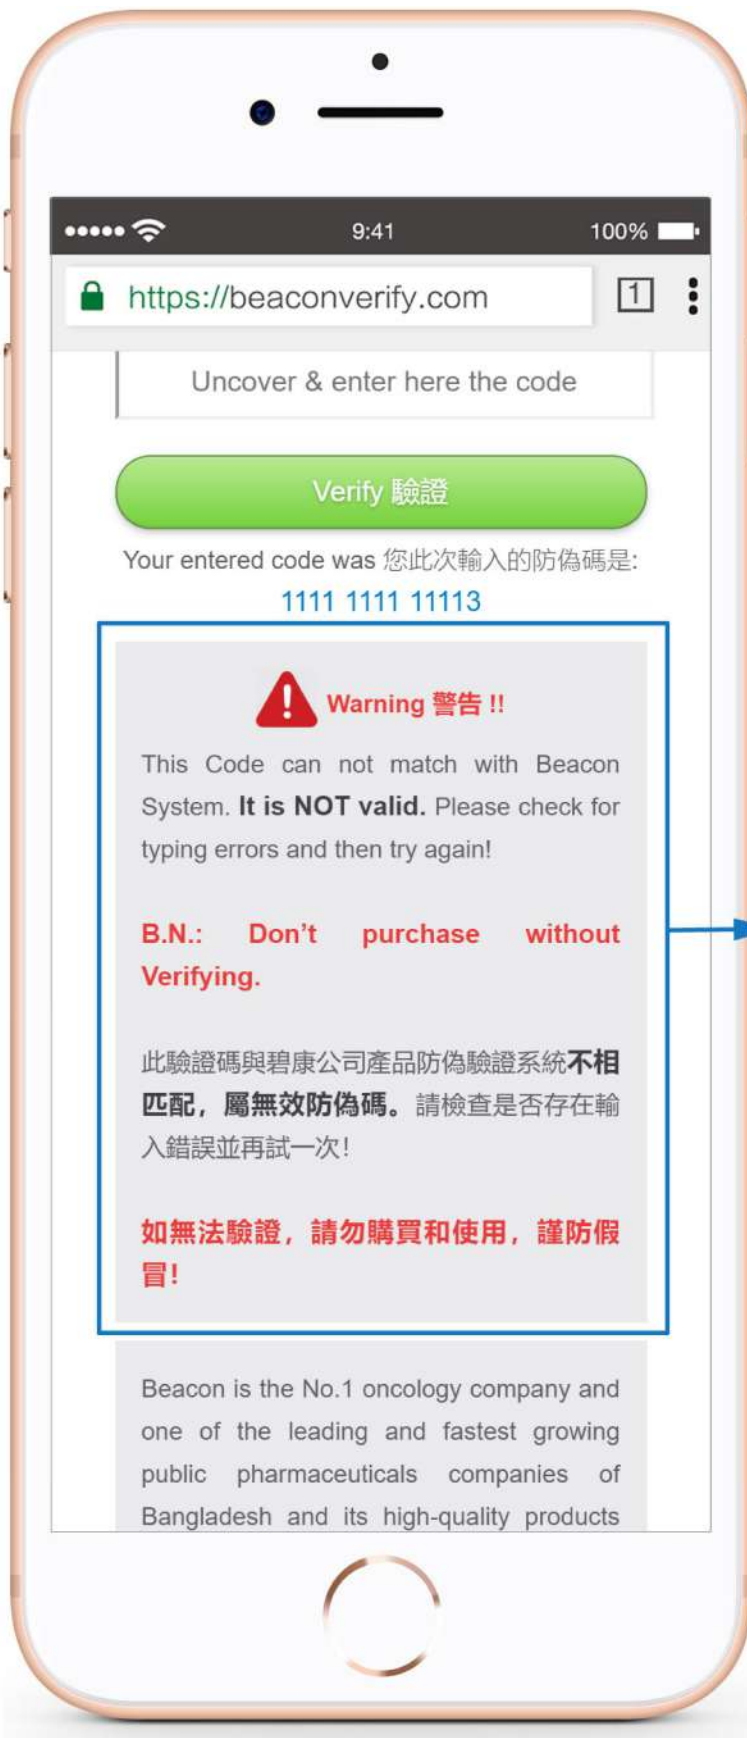 9:41
100%
https://beaconverify.com
1
Uncover & enter here the code
Verify 驗證
Your entered code was 您此次輸入的防偽碼是:
1111 1111 11113
Warning 警告 !!
This Code can not match with Beacon
System. It is NOT valid. Please check for
typing errors and then try again!
B.N.: Don't purchase without
Verifying.
此驗證碼與碧康公司產品防偽驗證系統不相
匹配，屬無效防偽碼。請檢查是否存在輸
入錯誤並再試一次！
如無法驗證，請勿購買和使用，謹防假
冒！
Beacon is the No.1 oncology company and
one of the leading and fastest growing
public pharmaceuticals companies of
Bangladesh and its high-quality products